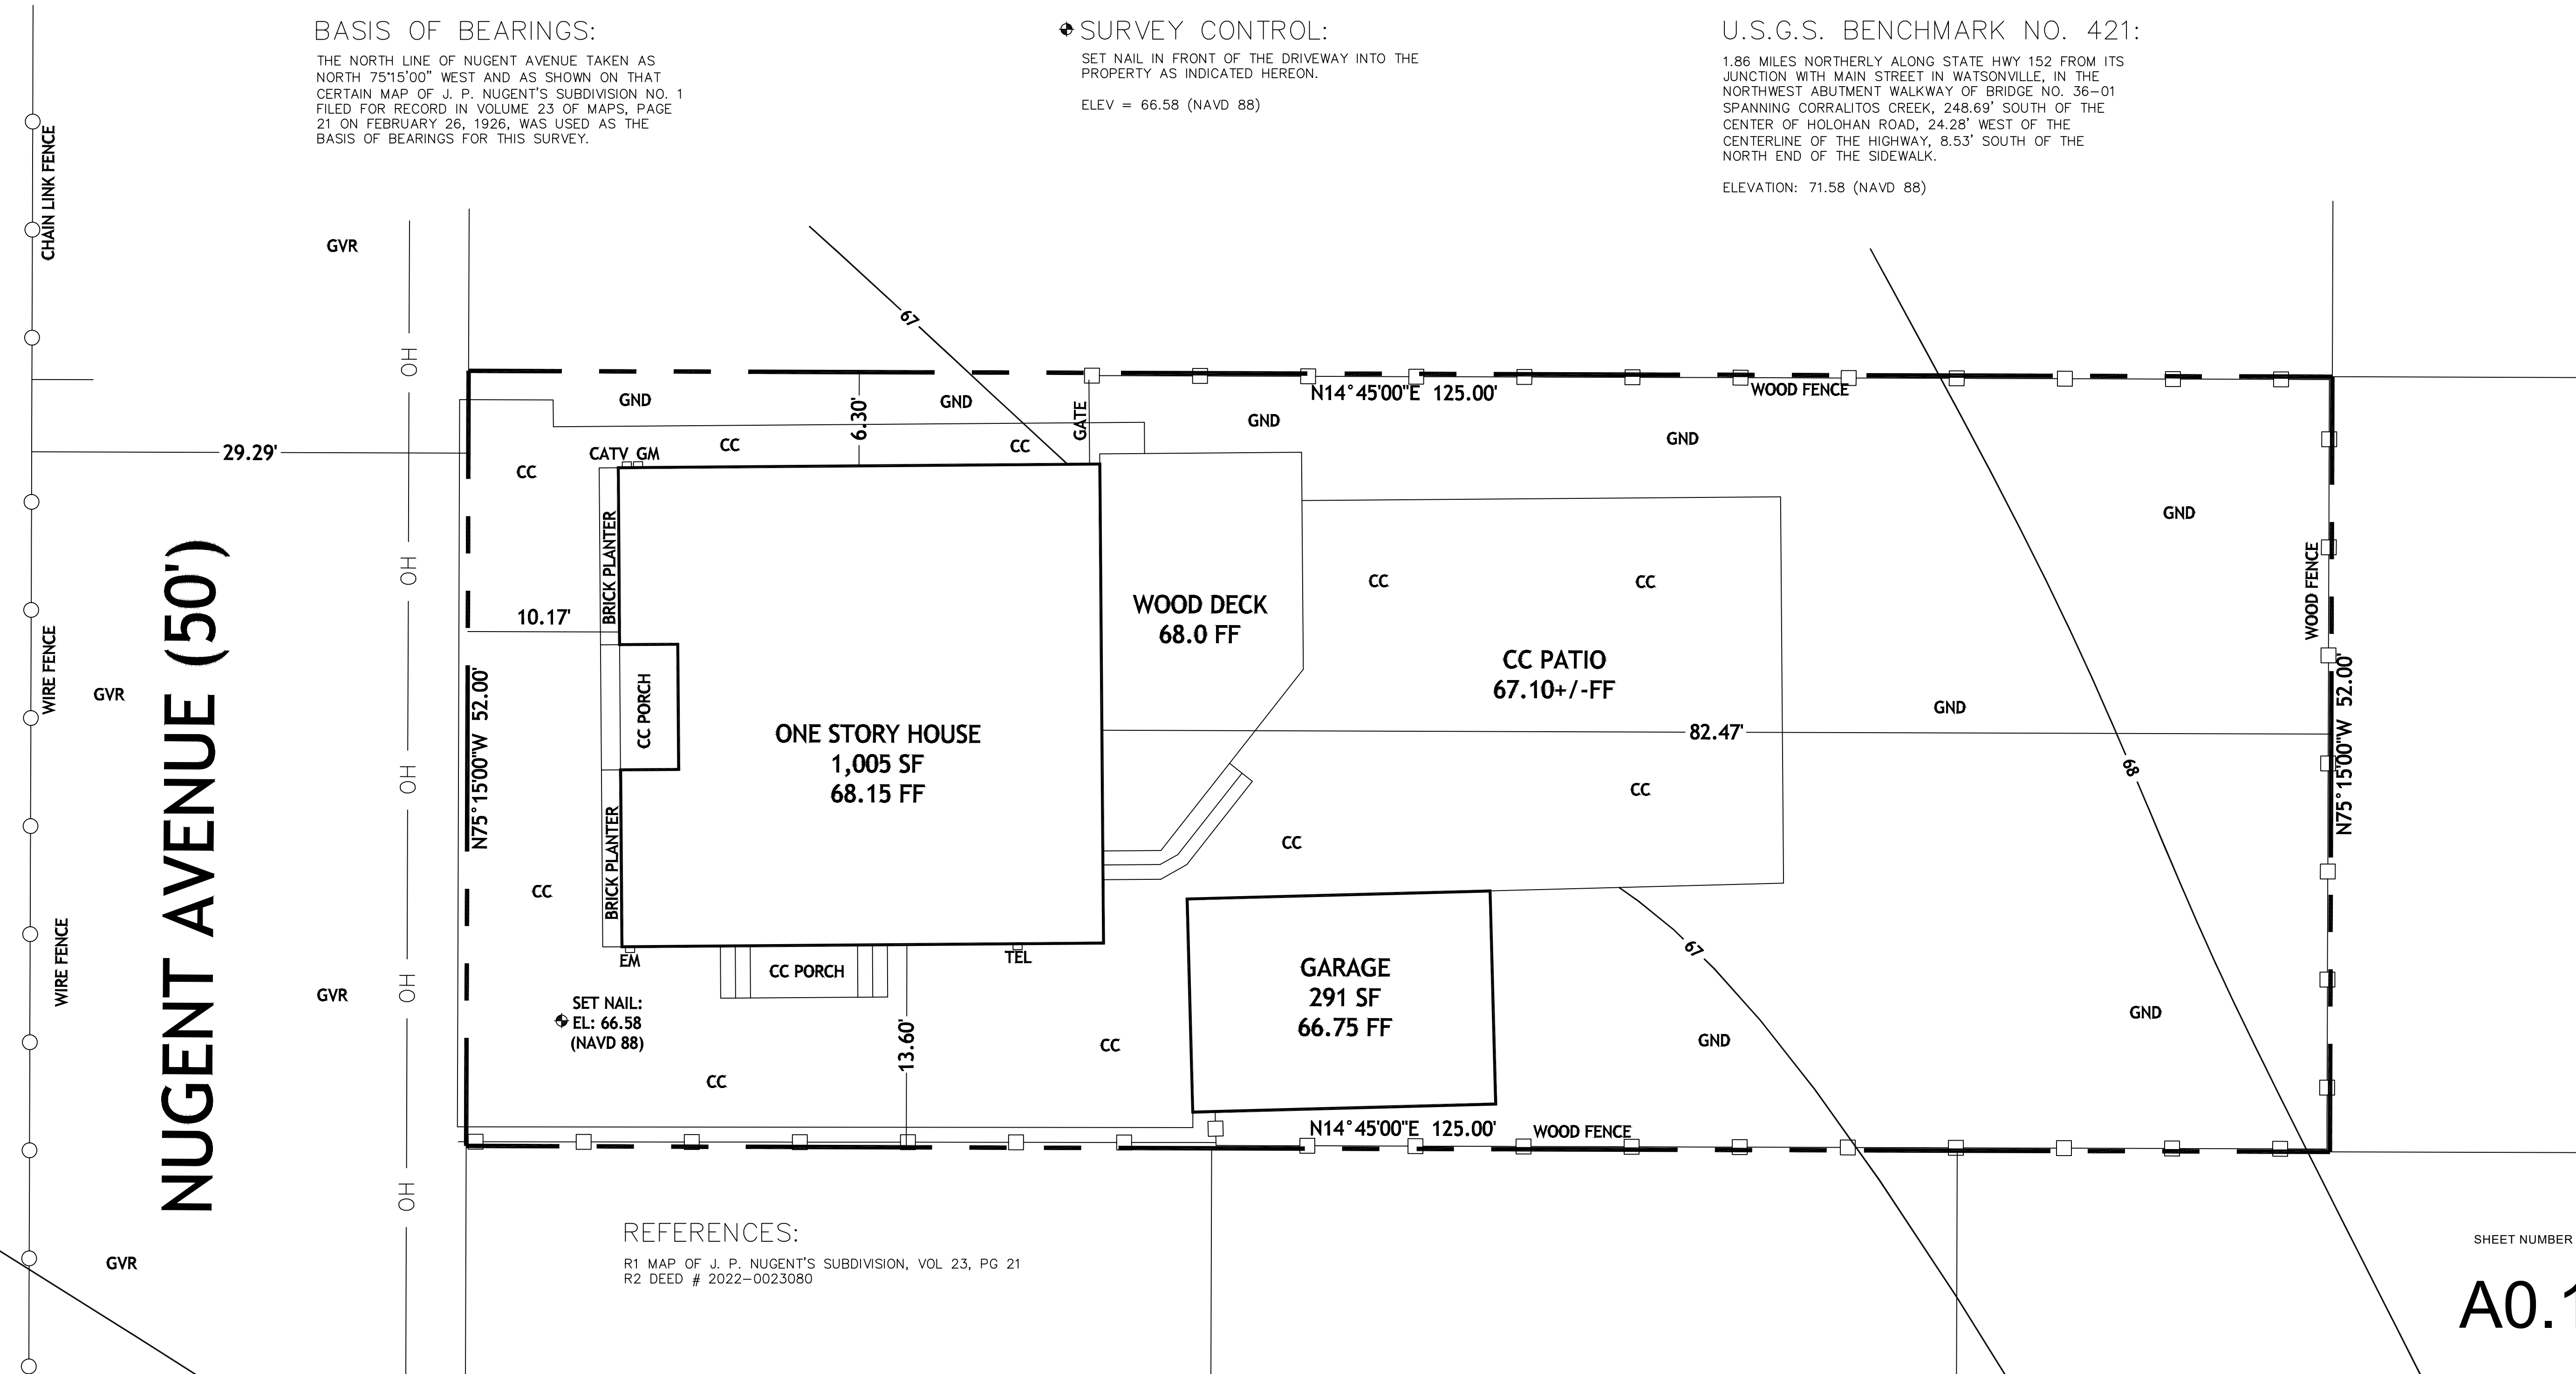 BASIS OF BEARINGS:
THE NORTH LINE OF NUGENT AVENUE TAKEN AS
NORTH 75°15'00" WEST AND AS SHOWN ON THAT
CERTAIN MAP OF J. P. NUGENT'S SUBDIVISION NO. 1
FILED FOR RECORD IN VOLUME 23 OF MAPS, PAGE
21 ON FEBRUARY 26, 1926, WAS USED AS THE
BASIS OF BEARINGS FOR THIS SURVEY.
SURVEY CONTROL:
SET NAIL IN FRONT OF THE DRIVEWAY INTO THE
PROPERTY AS INDICATED HEREON.
ELEV = 66.58 (NAVD 88)
U.S.G.S. BENCHMARK NO. 421:
1.86 MILES NORTHERLY ALONG STATE HWY 152 FROM ITS
JUNCTION WITH MAIN STREET IN WATSONVILLE, IN THE
NORTHWEST ABUTMENT WALKWAY OF BRIDGE NO. 36-01
SPANNING CORRALITOS CREEK, 248.69' SOUTH OF THE
CENTER OF HOLOHAN ROAD, 24.28' WEST OF THE
CENTERLINE OF THE HIGHWAY, 8.53' SOUTH OF THE
NORTH END OF THE SIDEWALK.
ELEVATION: 71.58 (NAVD 88)
CHAIN LINK FENCE
GVR
67
OH
GND
GND
6.30'
GATE
N14°45'00"E 125.00'
WOOD FENCE
GND
GND
29.29'
CATV GM
CC
CC
CC
GND
BRICK PLANTER
CC
CC
OH
WOOD FENCE
WOOD DECK
68.0 FF
10.17'
NUGENT AVENUE (50')
WIRE FENCE
GVR
CC PORCH
CC PATIO
67.10+/-FF
GND
N75°15'00"W 52.00'
N75°15'00"W 52.00'
ONE STORY HOUSE
1,005 SF
68.15 FF
82.47'
68
OH
CC
CC
BRICK PLANTER
CC
WIRE FENCE
67
EM
TEL
CC PORCH
GARAGE
291 SF
66.75 FF
GVR
OH
SET NAIL:
EL: 66.58
(NAVD 88)
13.60'
CC
GND
GND
CC
N14°45'00"E 125.00'
WOOD FENCE
OH
REFERENCES:
R1 MAP OF J. P. NUGENT'S SUBDIVISION, VOL 23, PG 21
R2 DEED # 2022-0023080
GVR
SHEET NUMBER
A0.1